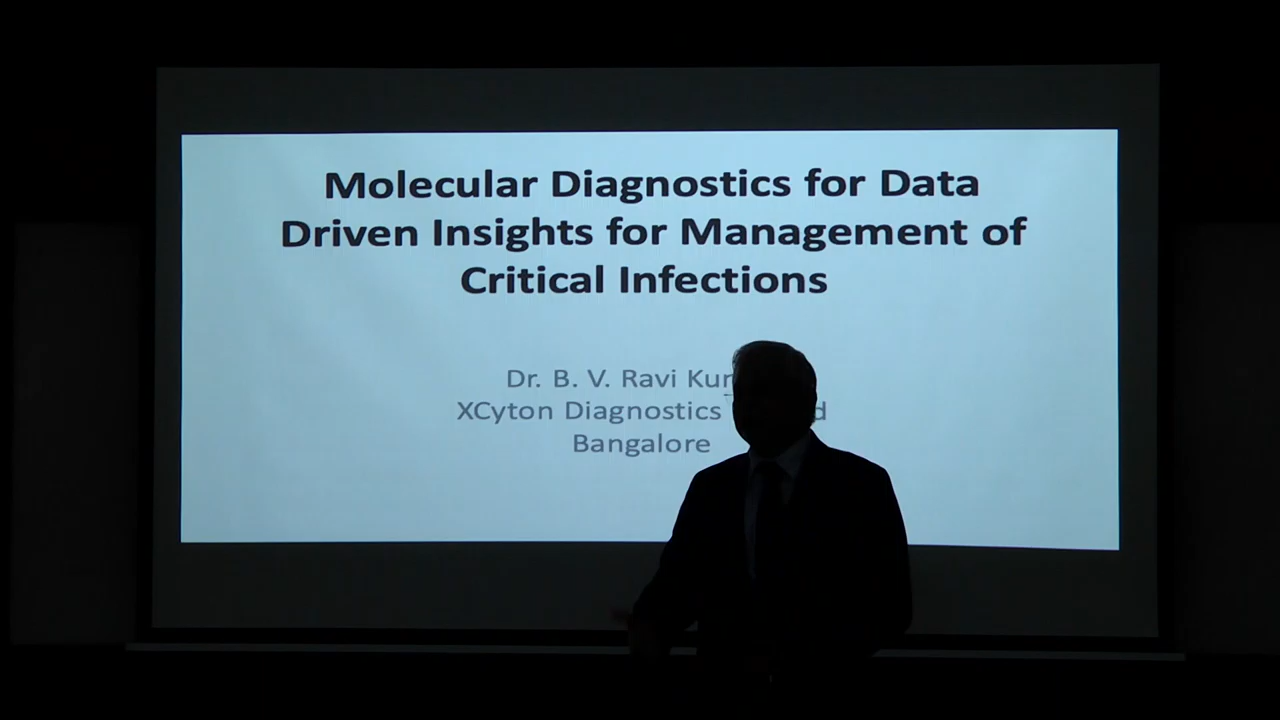 Molecular Diagnostics for Data
Driven Insights for Management of
Critical Infections
Dr. B. V. Ravi
XCyton Diagnostics
Bangalore